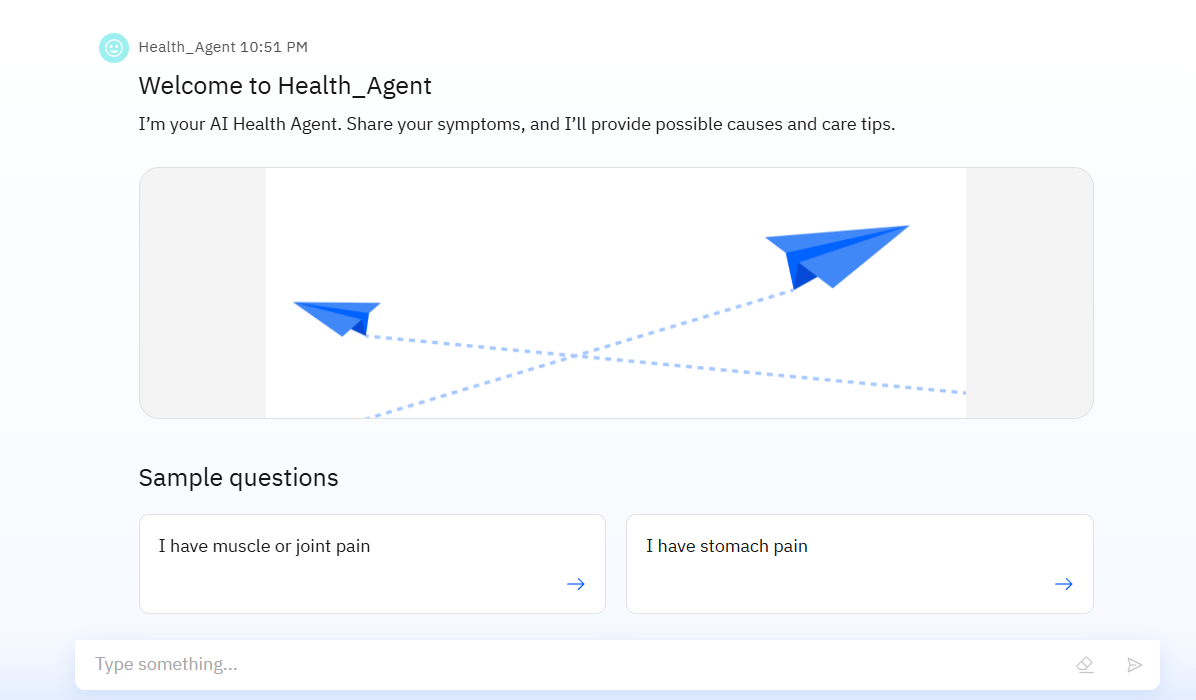 Health_Agent 10:51 PM
Welcome to Health_Agent
I’m your AI Health Agent. Share your symptoms, and I’ll provide possible causes and care tips.
Sample questions
I have muscle or joint pain
I have stomach pain
Type something...